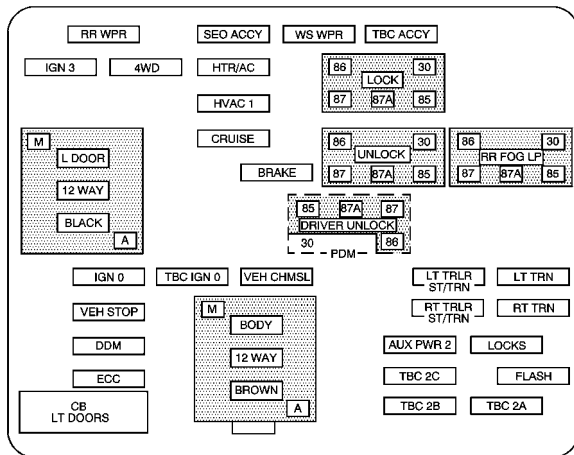 RR WPR
SEO ACCY
WS WPR
TBC ACCY
IGN 3
4WD
HTR/AC
86
30
LOCK
87
87A
85
HVAC 1
CRUISE
M
L DOOR
12 WAY
BLACK
A
86
30
UNLOCK
87
87A
85
86
30
RR FOG LP
87
87A
85
BRAKE
85
87A
87
DRIVER UNLOCK
30
86
PDM
IGN 0
TBC IGN 0
VEH CHMSL
LT TRLR
ST/TRN
LT TRN
VEH STOP
RT TRLR
ST/TRN
RT TRN
M
BODY
12 WAY
BROWN
A
DDM
AUX PWR 2
LOCKS
ECC
TBC 2C
FLASH
CB
LT DOORS
TBC 2B
TBC 2A